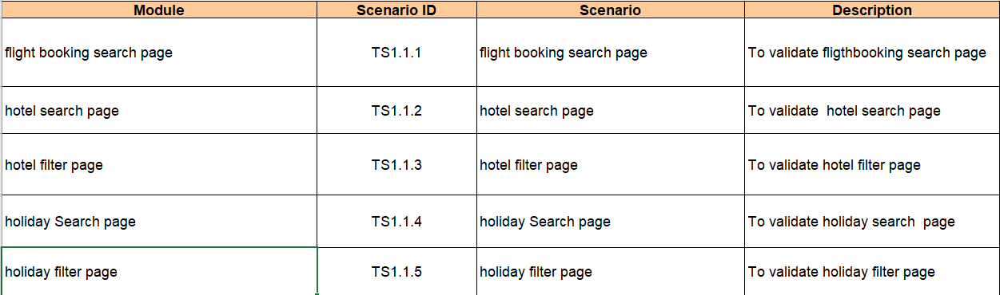 Module Scenario ID Scenario Description
flight booking search page TS1.1.1 flight booking search page To validate fligthbooking search page
hotel search page TS1.1.2 hotel search page To validate  hotel search page
hotel filter page TS1.1.3 hotel filter page To validate hotel filter page
holiday Search page TS1.1.4 holiday Search page To validate holiday search  page
holiday filter page TS1.1.5 holiday filter page To validate holiday filter page